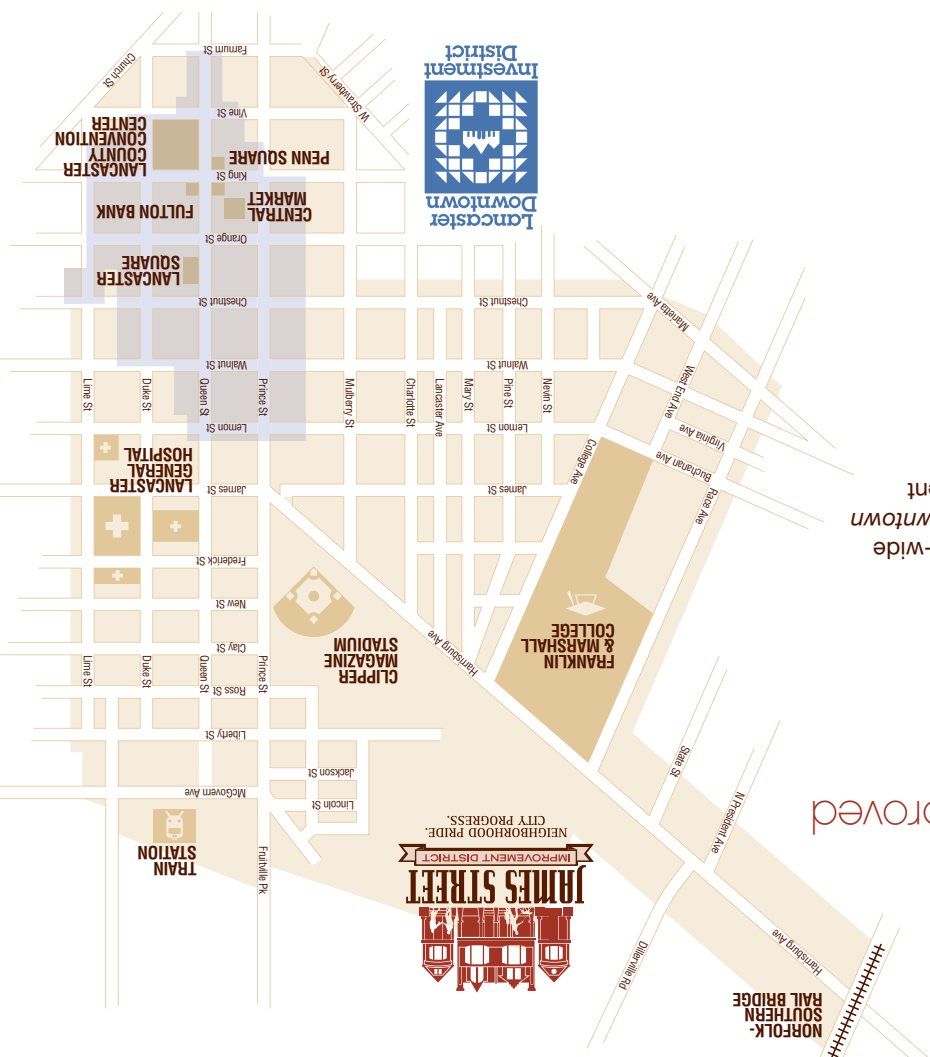 NORFOLK-
SOUTHERN
RAIL BRIDGE
Harrisburg Ave
Dillerville Rd
JAMES STREET
IMPROVEMENT DISTRICT
NEIGHBORHOOD PRIDE.
CITY PROGRESS.
Fruitville Pk
TRAIN
STATION
N President Ave
State St
roved
Lincoln St
Jackson St
McGovern Ave
Liberty St
Ross St
Prince St
Queen St
Duke St
Lime St
Clay St
New St
Frederick St
Harrisburg Ave
CLIPPER
MAGAZINE
STADIUM
FRANKLIN
& MARSHALL
COLLEGE
-wide
wntown
ent
Race Ave
Buchanan Ave
Virginia Ave
West End Ave
College Ave
James St
James St
LANCASTER
GENERAL
HOSPITAL
Lemon St
Lemon St
Nevin St
Pine St
Mary St
Lancaster Ave
Charlotte St
Mulberry St
Prince St
Queen St
Duke St
Lime St
Walnut St
Walnut St
Marietta Ave
Chestnut St
Chestnut St
LANCASTER
SQUARE
Orange St
Lancaster
Downtown
Investment
District
CENTRAL
MARKET
FULTON BANK
King St
PENN SQUARE
LANCASTER
COUNTY
CONVENTION
CENTER
Vine St
W Strawberry St
Church St
Farnum St